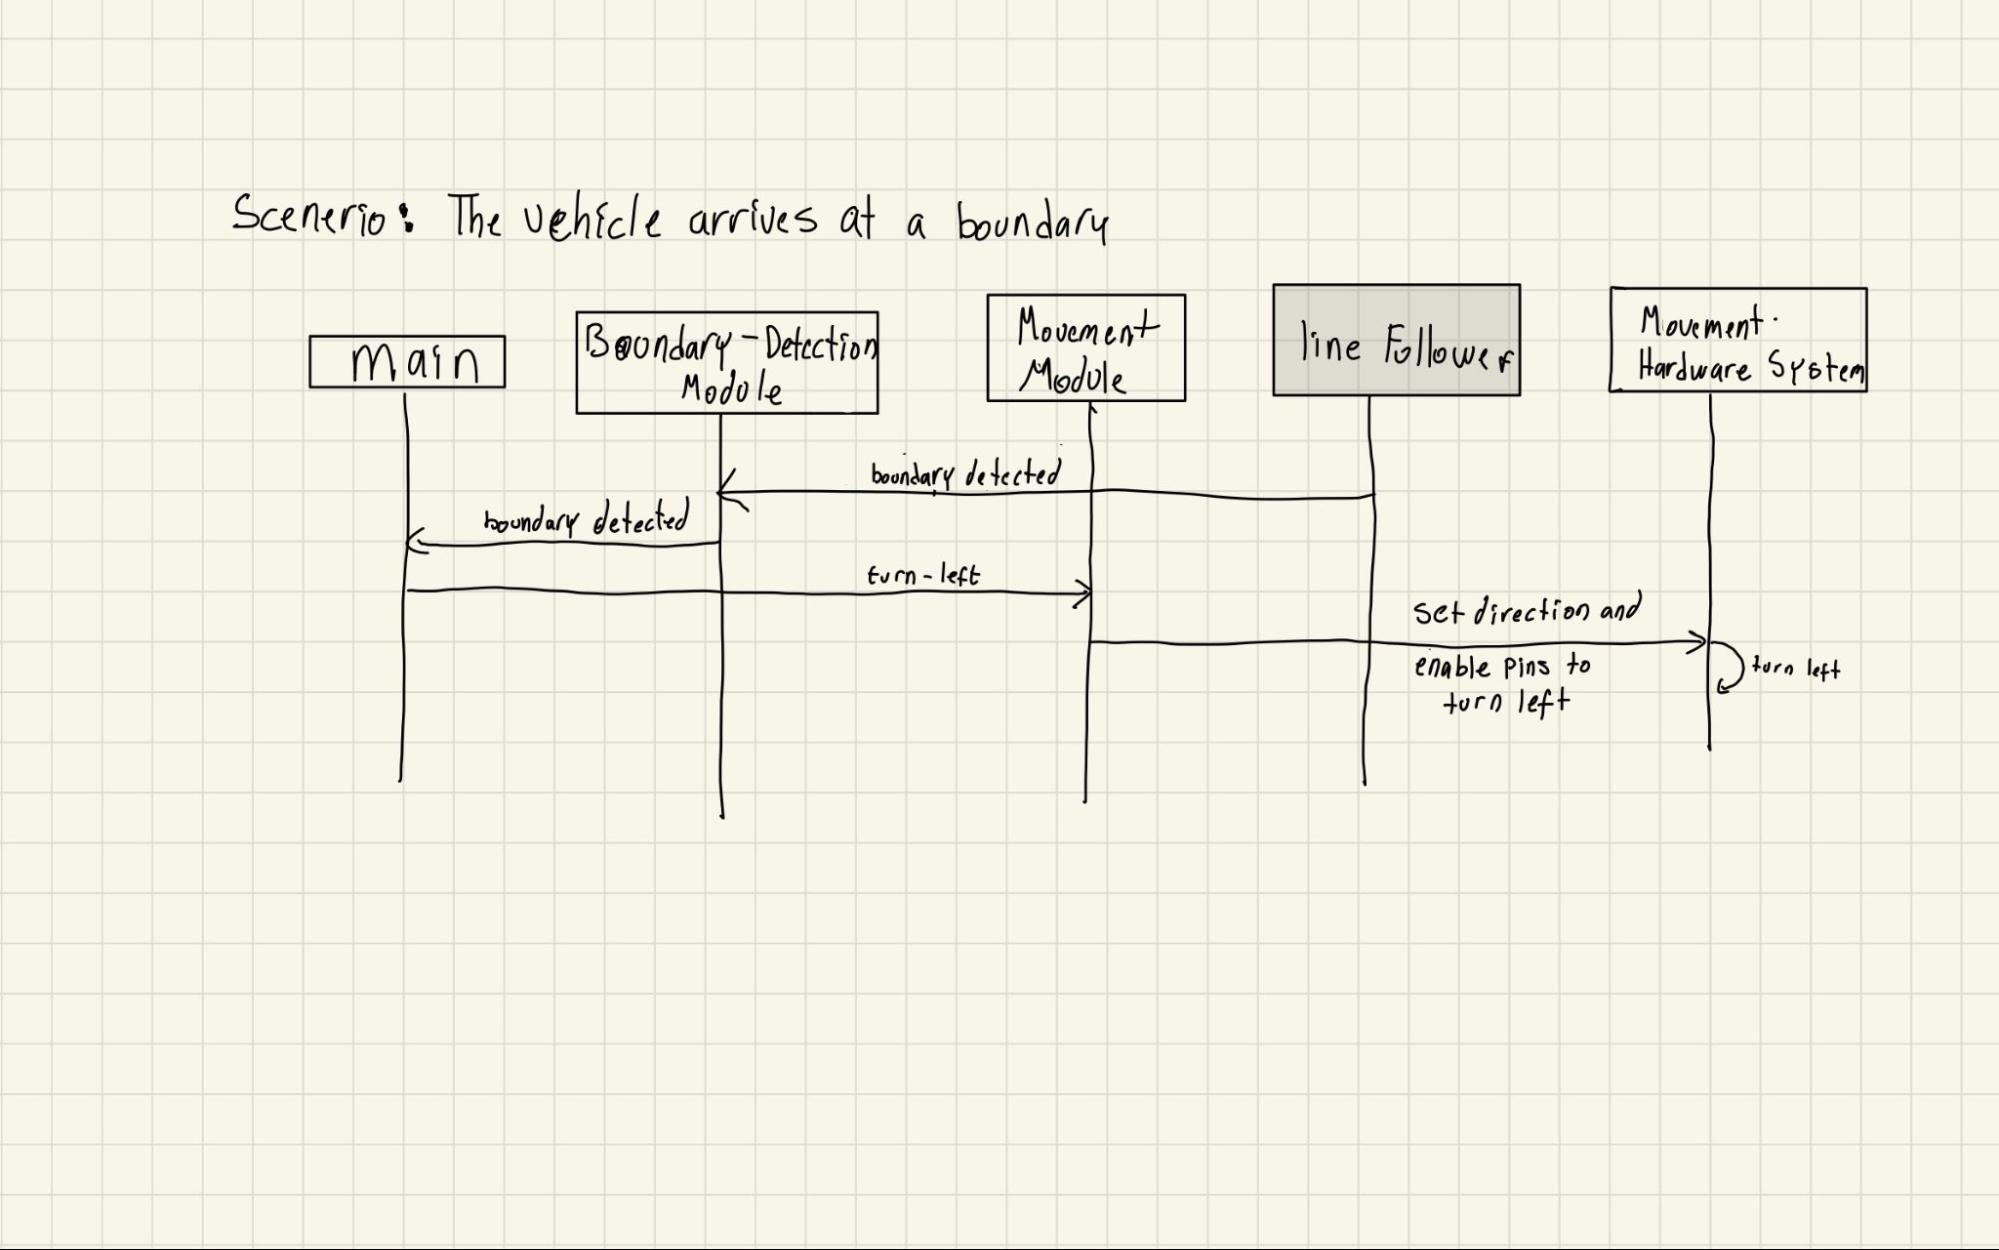 Scenerio: The vehicle arrives at a boundary
Main
Boundary-Detection
Module
Movement
Module
line Follower
Movement
Hardware System
boundary detected
boundary detected
turn-left
set direction and
enable pins to
turn left
turn left